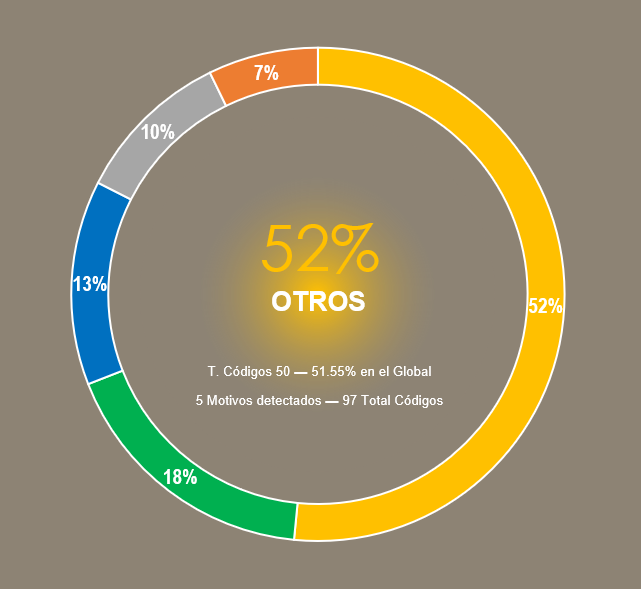 7%
10%
52%
13%
OTROS
52%
T. Códigos 50 — 51.55% en el Global
5 Motivos detectados — 97 Total Códigos
18%